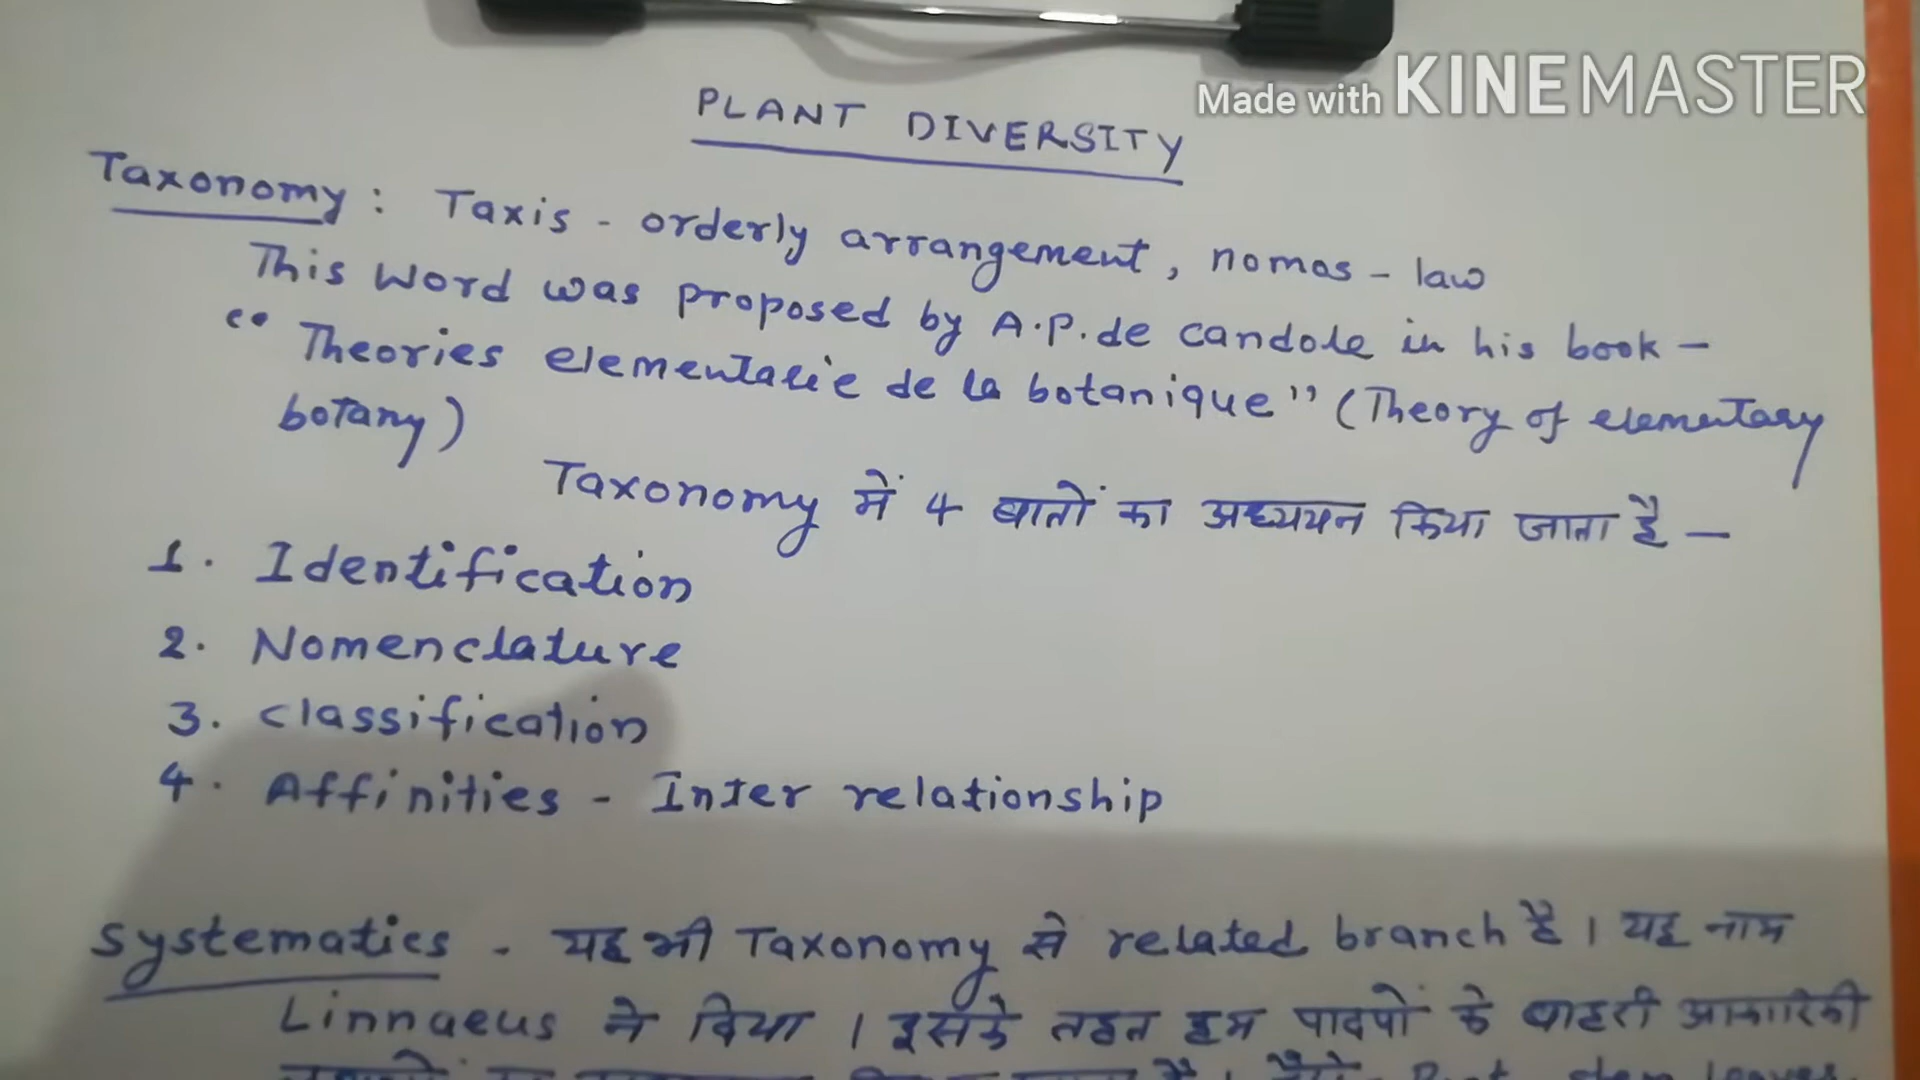 Made with KINEMASTER
PLANT DIVERSITY
Taxonomy : Taxis - orderly arrangement, nomos - law
This word was proposed by A.P. de candole in his book -
" Theories elementarie de la botanique" (Theory of elementary
botany)
Taxonomy में 4 बातों का अध्ययन किया जाता है -
1. Identification
2. Nomenclature
3. Classification
4. Affinities - Inter relationship
Systematics - यह भी Taxonomy से related branch है । यह नाम
Linnaeus ने दिया । इसके तहत हम पादपों के बाहरी आकारिकी